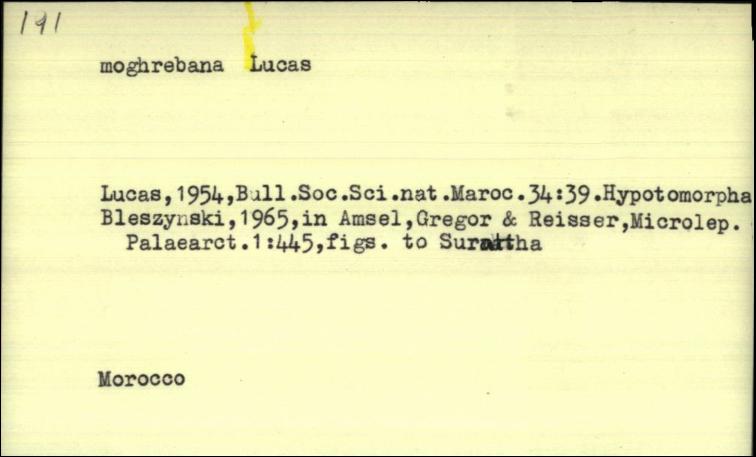 191
moghrebana Lucas
Lucas,1954,Bull.Soc.Sci.nat.Maroc.34:39.Hypotomorpha
Bleszynski,1965,in Amsel,Gregor & Reisser,Microlep.
Palaearct.1:445,figs. to
Morocco